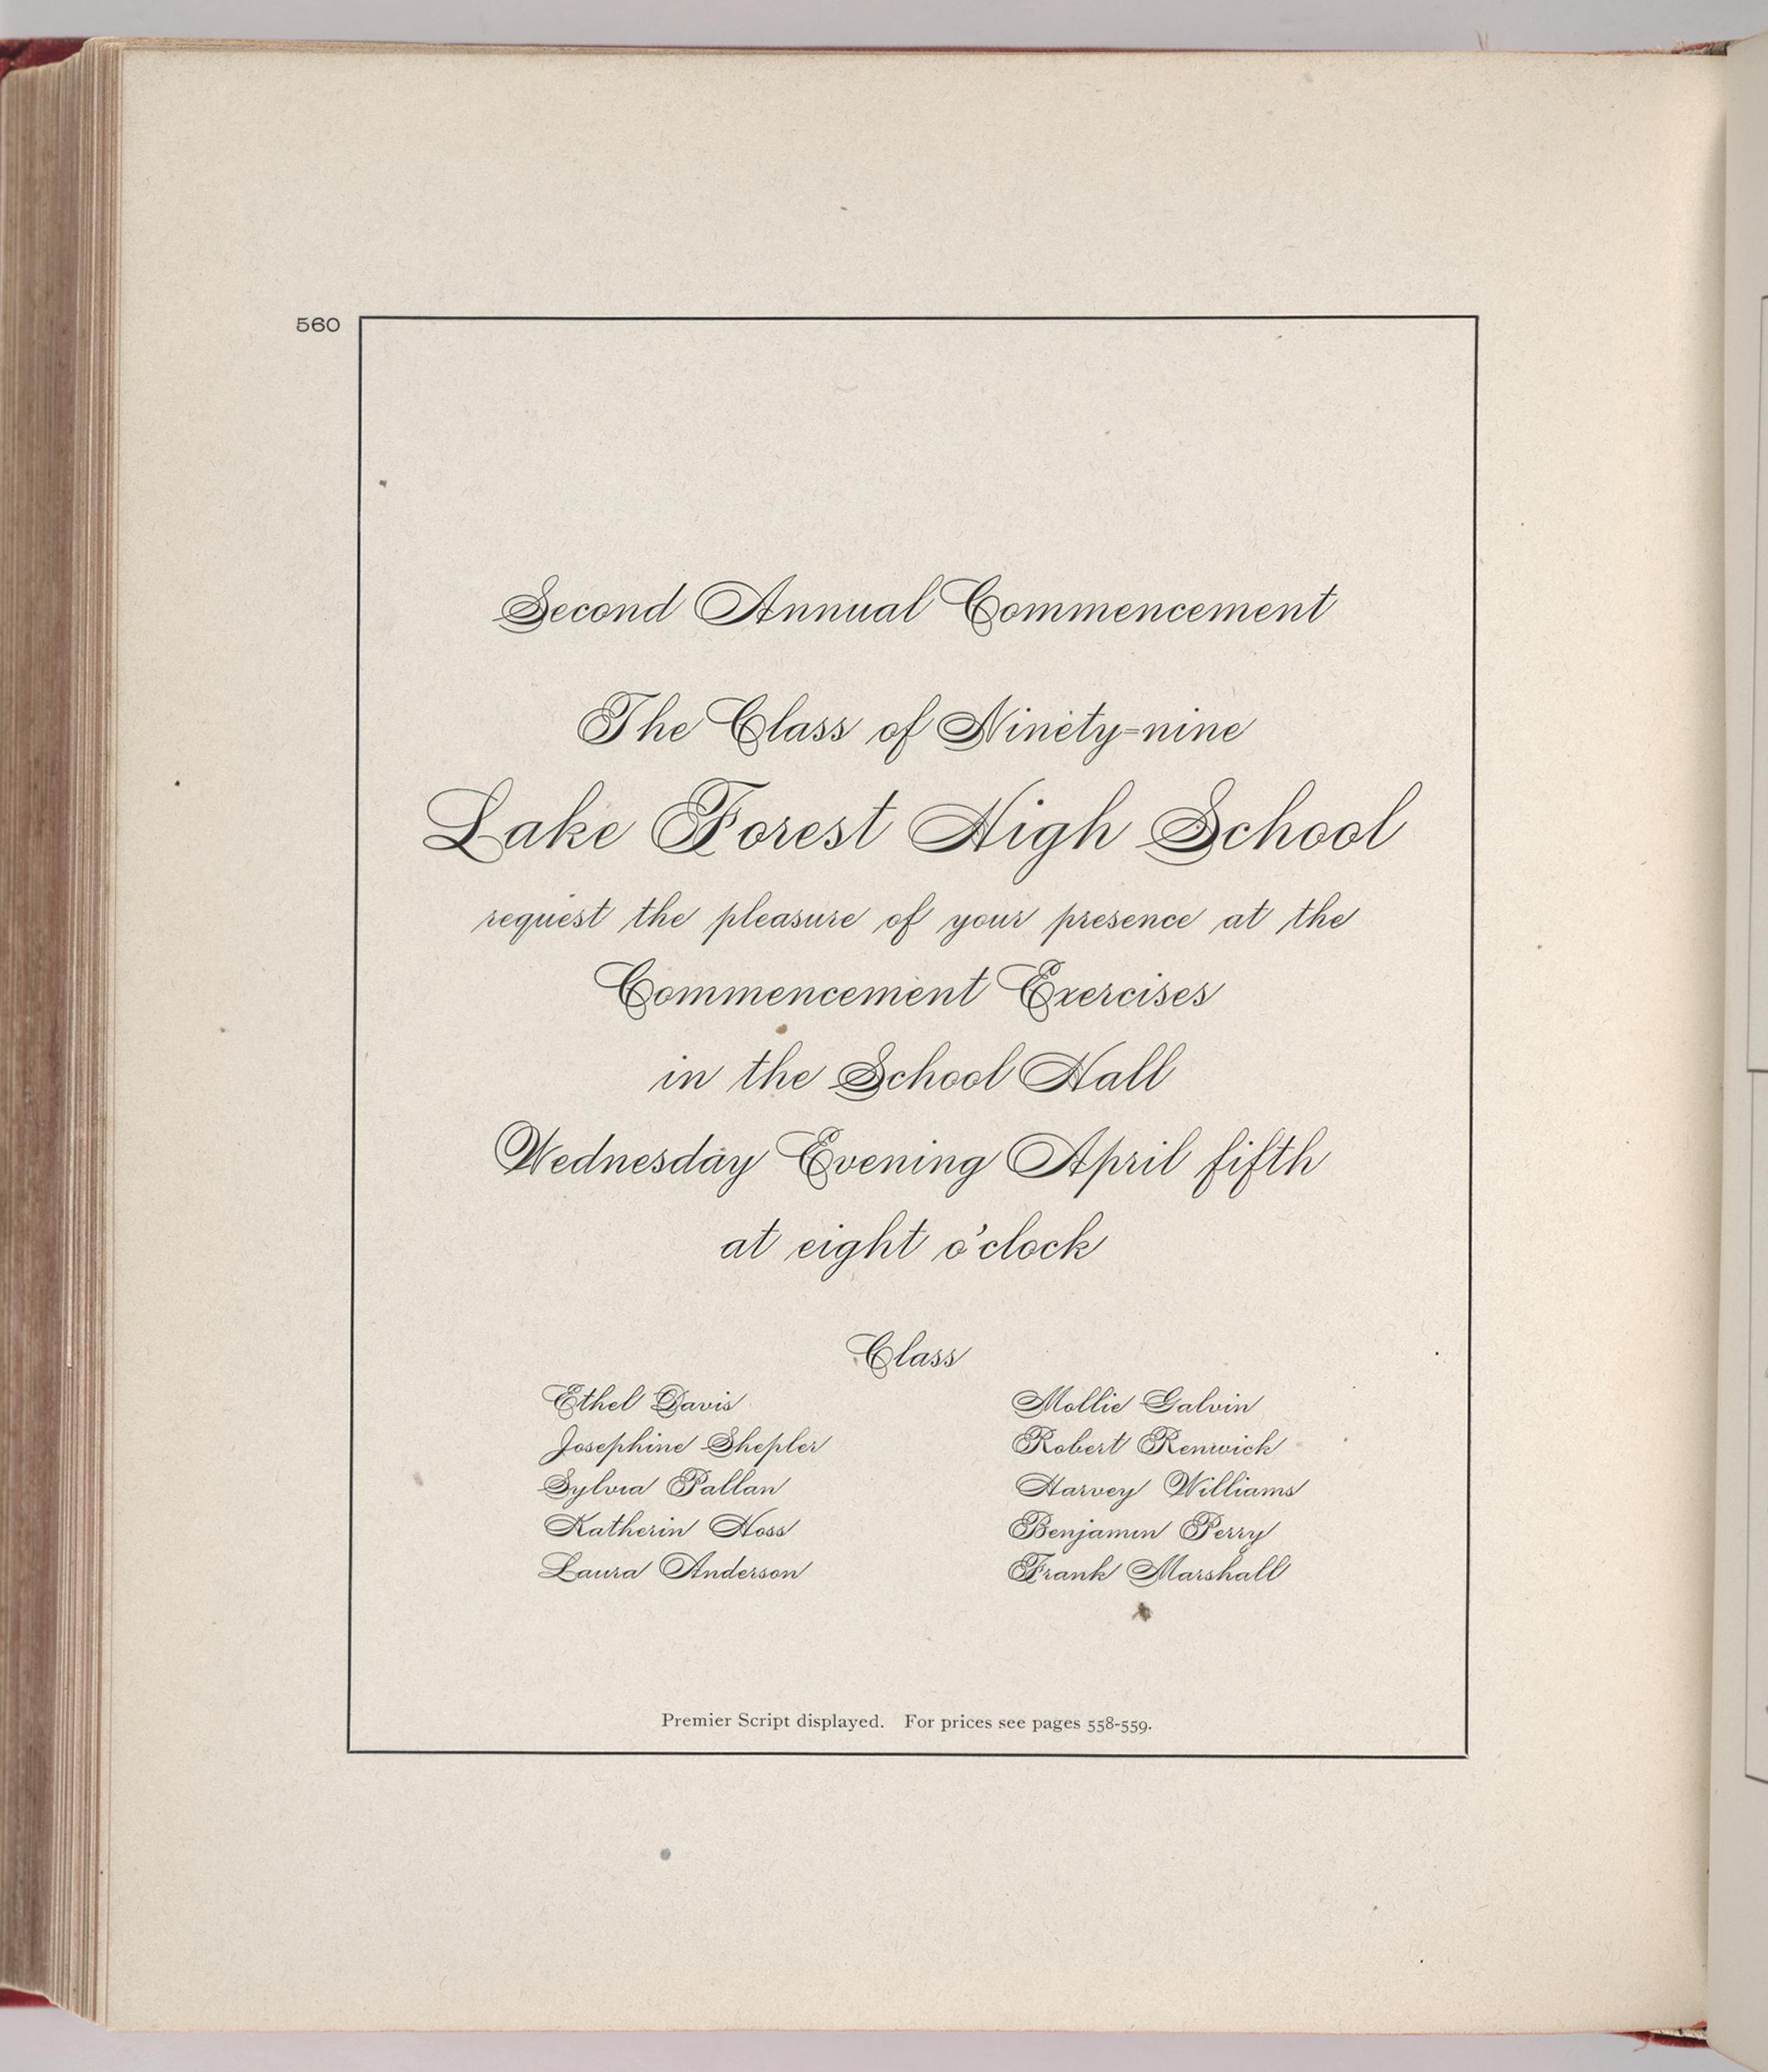 560
Second Annual Commencement
The Class of Ninety-nine
Lake Forest High School
request the pleasure of your presence at the
Commencement Exercises
in the School Hall
Wednesday Evening April fifth
at eight o'clock
Class
Ethel Davis
Josephine Shepler
Sylvia Pallan
Katherin Hoss
Laura Anderson
Mollie Galvin
Robert Renwick
Harvey Williams
Benjamin Perry
Frank Marshall
Premier Script displayed. For prices see pages 558-559.